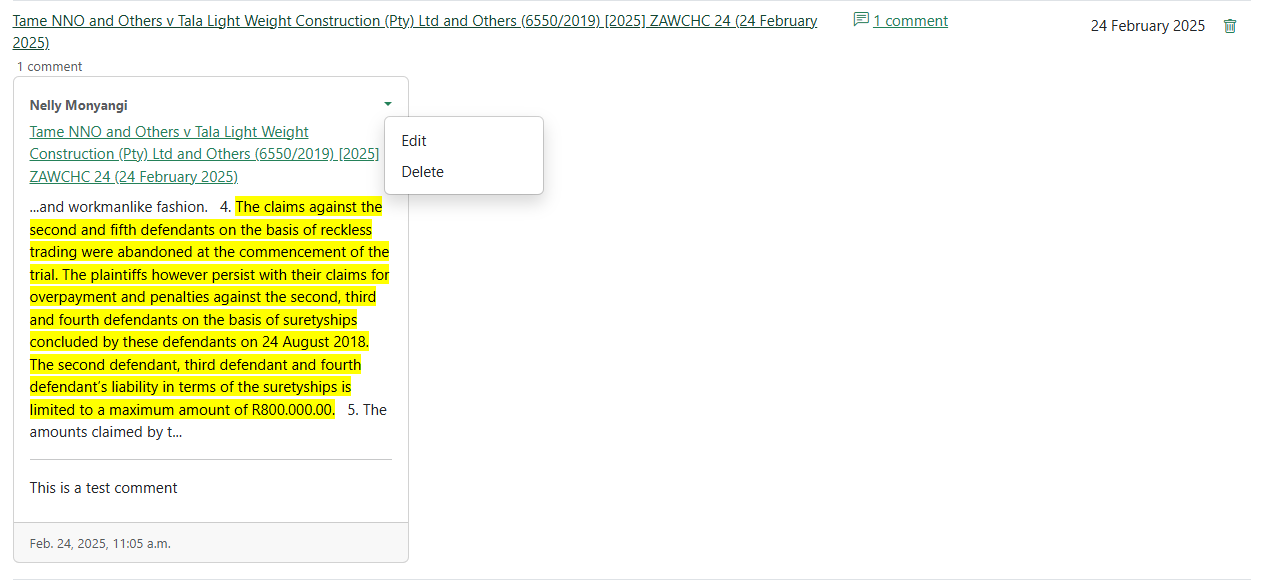 Tame NNO and Others v Tala Light Weight Construction (Pty) Ltd and Others (6550/2019) [2025] ZAWCHC 24 (24 February
2025)
1 comment
24 February 2025
1 comment
Nelly Monyangi
Tame NNO and Others v Tala Light Weight
Construction (Pty) Ltd and Others (6550/2019) [2025]
ZAWCHC 24 (24 February 2025)
Edit
Delete
...and workmanlike fashion. 4. The claims against the
second and fifth defendants on the basis of reckless
trading were abandoned at the commencement of the
trial. The plaintiffs however persist with their claims for
overpayment and penalties against the second, third
and fourth defendants on the basis of suretyships
concluded by these defendants on 24 August 2018.
The second defendant, third defendant and fourth
defendant’s liability in terms of the suretyships is
limited to a maximum amount of R800.000.00. 5. The
amounts claimed by t...
This is a test comment
Feb. 24, 2025, 11:05 a.m.